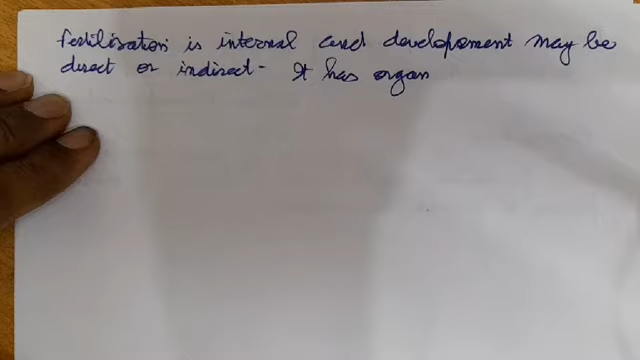 Fertilisation is internal and development may be
direct or indirect- It has organ